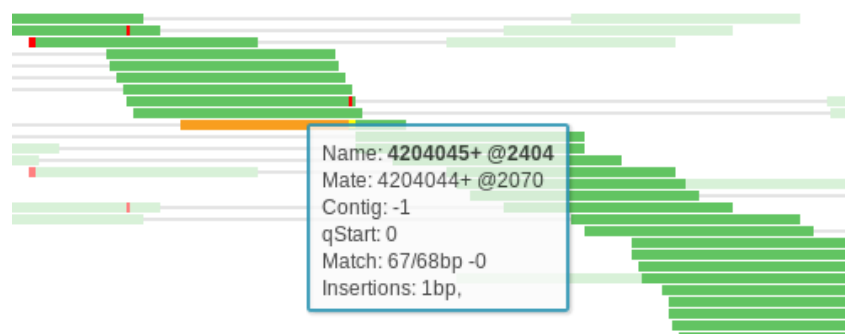 Name: 4204045+ @2404
Mate: 4204044+ @2070
Contig: -1
qStart: 0
Match: 67/68bp -0
Insertions: 1bp,